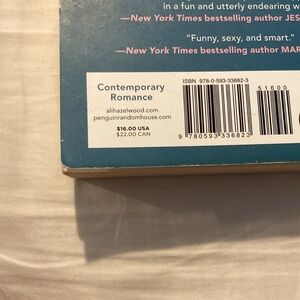 in a fun and utterly endearing w
—New York Times bestselling author JES
"Funny, sexy, and smart."
—New York Times bestselling author MAR
Contemporary
Romance
alihazelwood.com
penguinrandomhouse.com
$16.00 USA
$22.00 CAN
ISBN 978-0-593-33682-3
51600
9 780593 336823